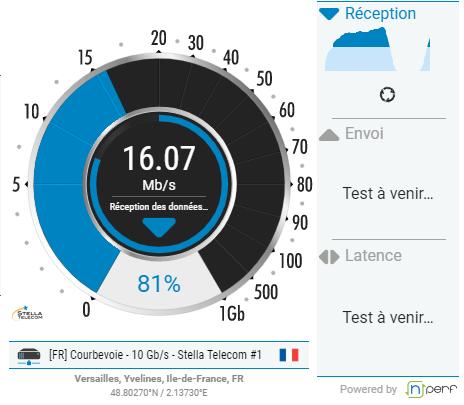 Réception
20
15
30
40
10
50
60
16.07
Mb/s
70
Réception des données...
5
80
90
81%
100
500
0
1Gb
STELLA
TELECOM
Envoi
Test à venir...
Latence
Test à venir...
[FR] Courbevoie - 10 Gb/s - Stella Telecom #1
Versailles, Yvelines, Ile-de-France, FR
48.80270°N / 2.13730°E
Powered by nperf